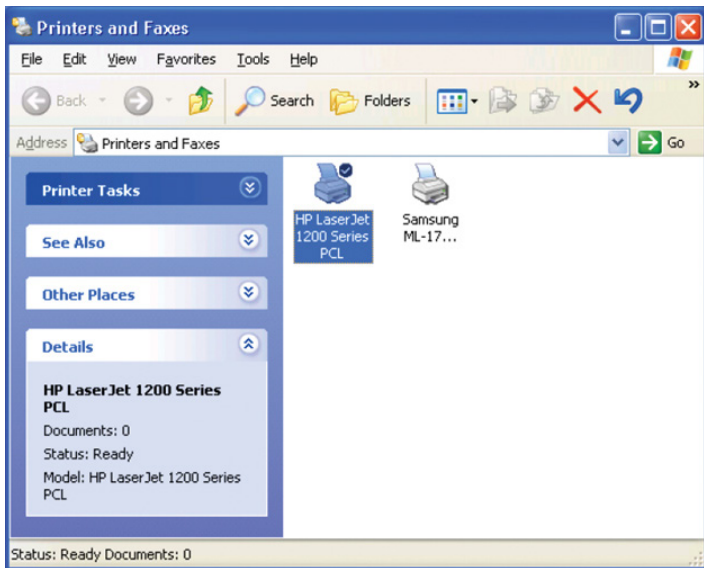 Printers and Faxes
File Edit View Favorites Tools Help
Back Search Folders »
Address Printers and Faxes Go
Printer Tasks
See Also
Other Places
Details
HP LaserJet 1200 Series
PCL
Documents: 0
Status: Ready
Model: HP LaserJet 1200 Series
PCL
HP LaserJet
1200 Series
PCL
Samsung
ML-17...
Status: Ready Documents: 0